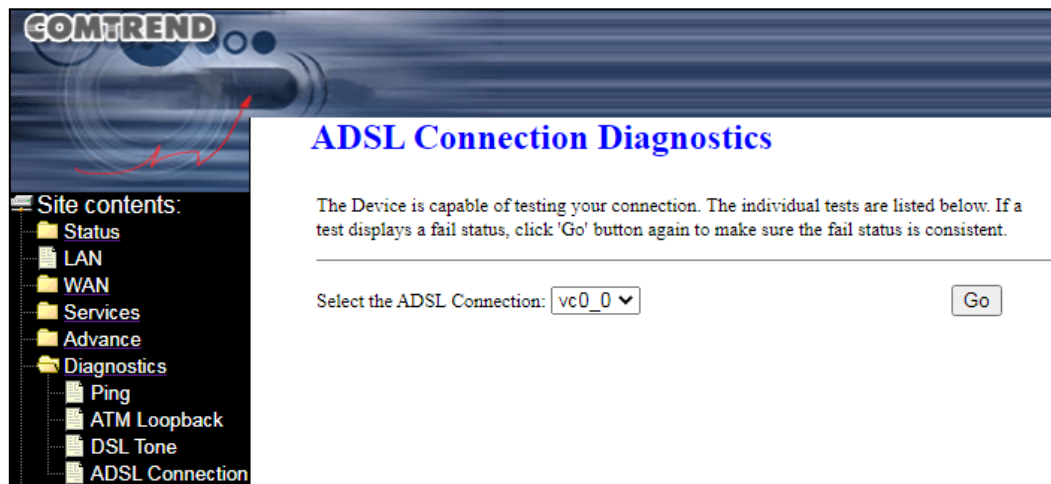 COMTREND
ADSL Connection Diagnostics
The Device is capable of testing your connection. The individual tests are listed below. If a
test displays a fail status, click 'Go' button again to make sure the fail status is consistent.
Select the ADSL Connection: vc0_0 Go
Site contents:
Status
LAN
WAN
Services
Advance
Diagnostics
Ping
ATM Loopback
DSL Tone
ADSL Connection